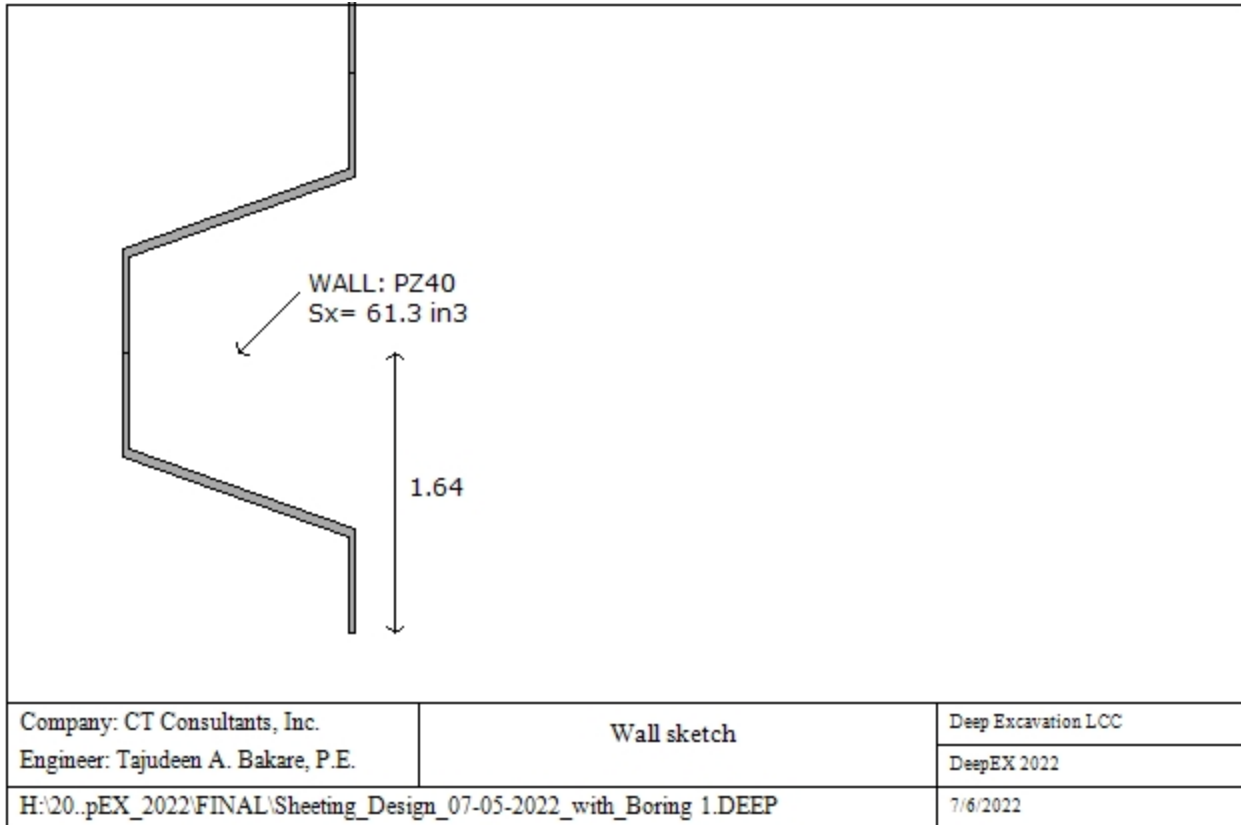 WALL: PZ40
Sx= 61.3 in3
1.64
Company: CT Consultants, Inc.
Engineer: Tajudeen A. Bakare, P.E.
Wall sketch
Deep Excavation LCC
DeepEX 2022
H:\20..pEX_2022\FINAL\Sheeting_Design_07-05-2022_with_Boring 1.DEEP
7/6/2022